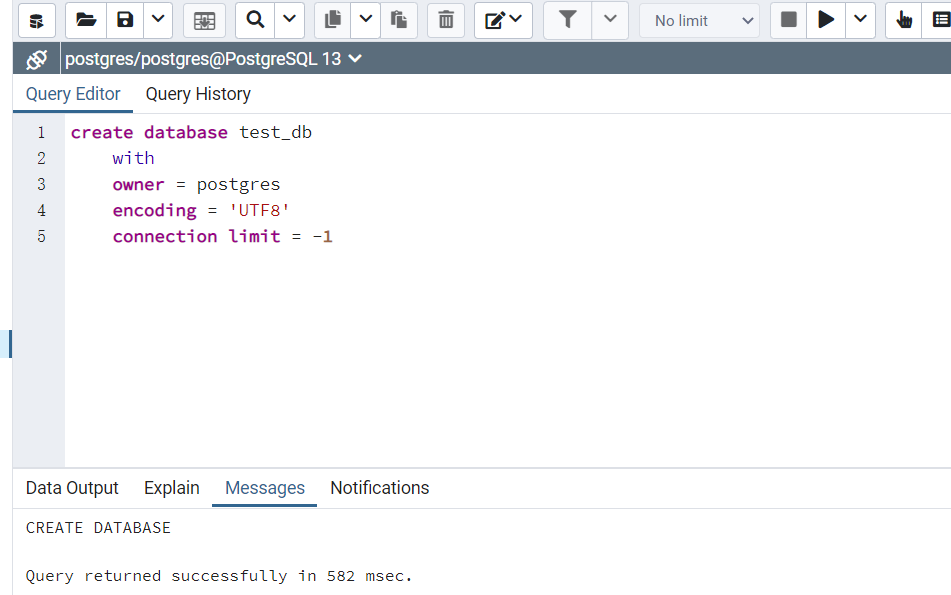 No limit
postgres/postgres@PostgreSQL 13
Query Editor Query History
1 create database test_db
2 with
3 owner = postgres
4 encoding = 'UTF8'
5 connection limit = -1
Data Output Explain Messages Notifications
CREATE DATABASE
Query returned successfully in 582 msec.